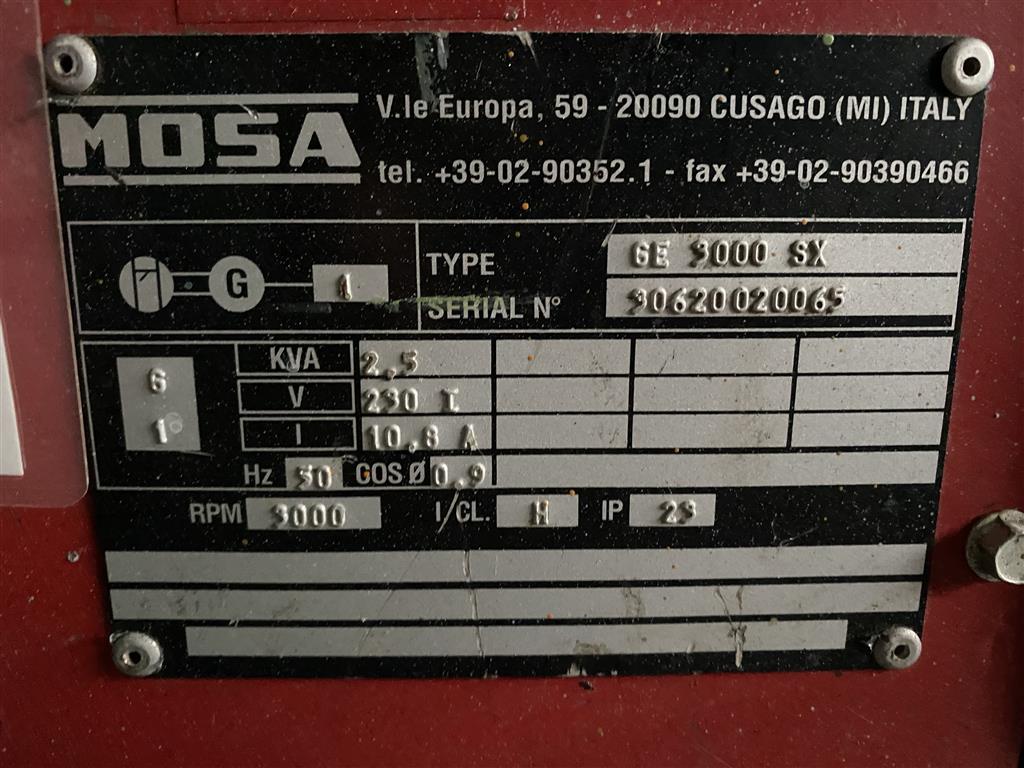 MOSA
V.le Europa, 59 - 20090 CUSAGO (MI) ITALY
tel. +39-02-90352.1 - fax +39-02-90390466
G 1
TYPE GE 3000 SX
SERIAL N° 30620020065
6
1
KVA 2,5
V 230 I
I 10,8 A
Hz 50 COS Ø 0.9
RPM 3000 I/CL. H IP 23